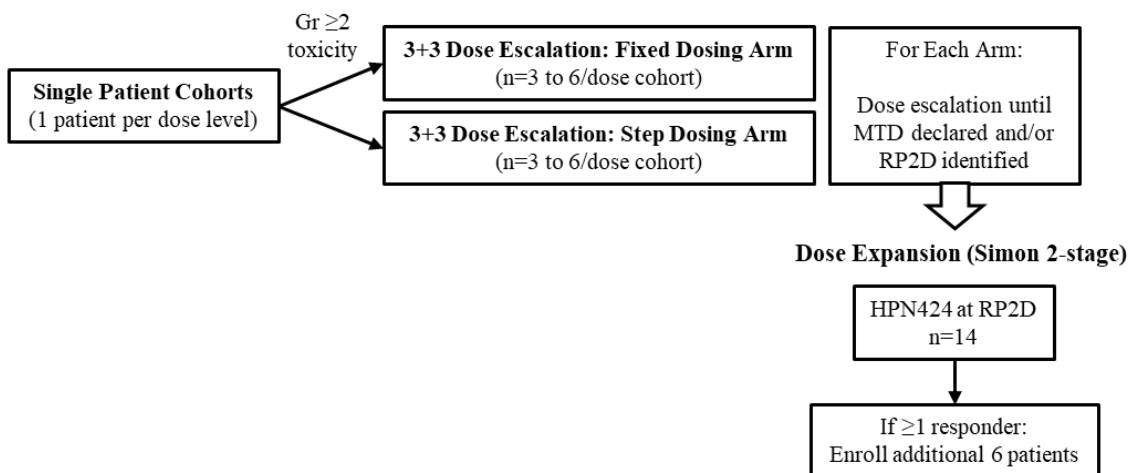 Single Patient Cohorts
(1 patient per dose level)
Gr ≥2
toxicity
3+3 Dose Escalation: Fixed Dosing Arm
(n=3 to 6/dose cohort)
3+3 Dose Escalation: Step Dosing Arm
(n=3 to 6/dose cohort)
For Each Arm:
Dose escalation until
MTD declared and/or
RP2D identified
Dose Expansion (Simon 2-stage)
HPN424 at RP2D
n=14
If ≥1 responder:
Enroll additional 6 patients